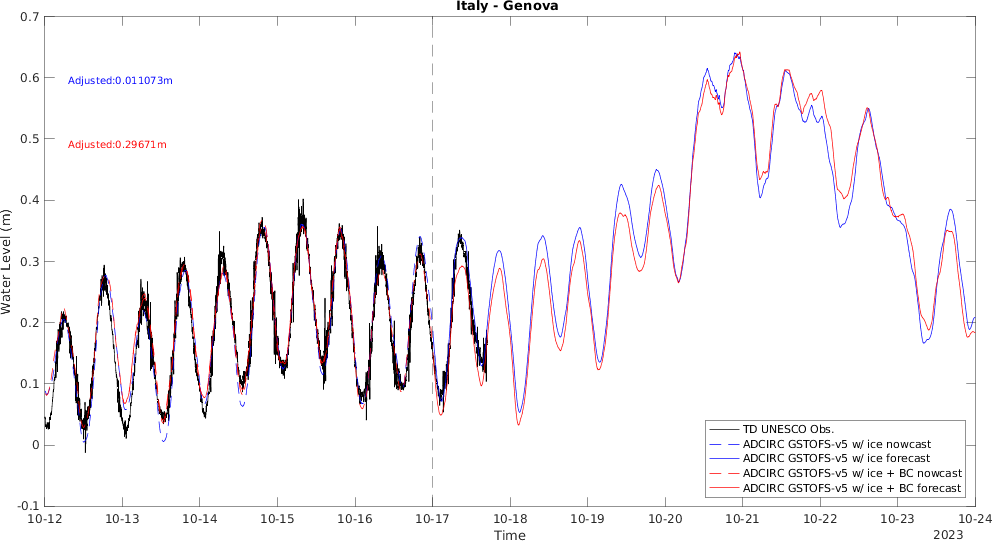 Italy - Genova
0.7
0.6
0.5
0.4
0.3
0.2
0.1
0
-0.1
Water Level (m)
Adjusted:0.011073m
Adjusted:0.29671m
TD UNESCO Obs.
ADCIRC GSTOFS-v5 w/ ice nowcast
ADCIRC GSTOFS-v5 w/ ice forecast
ADCIRC GSTOFS-v5 w/ ice + BC nowcast
ADCIRC GSTOFS-v5 w/ ice + BC forecast
10-12 10-13 10-14 10-15 10-16 10-17 10-18 10-19 10-20 10-21 10-22 10-23 10-24
Time
2023